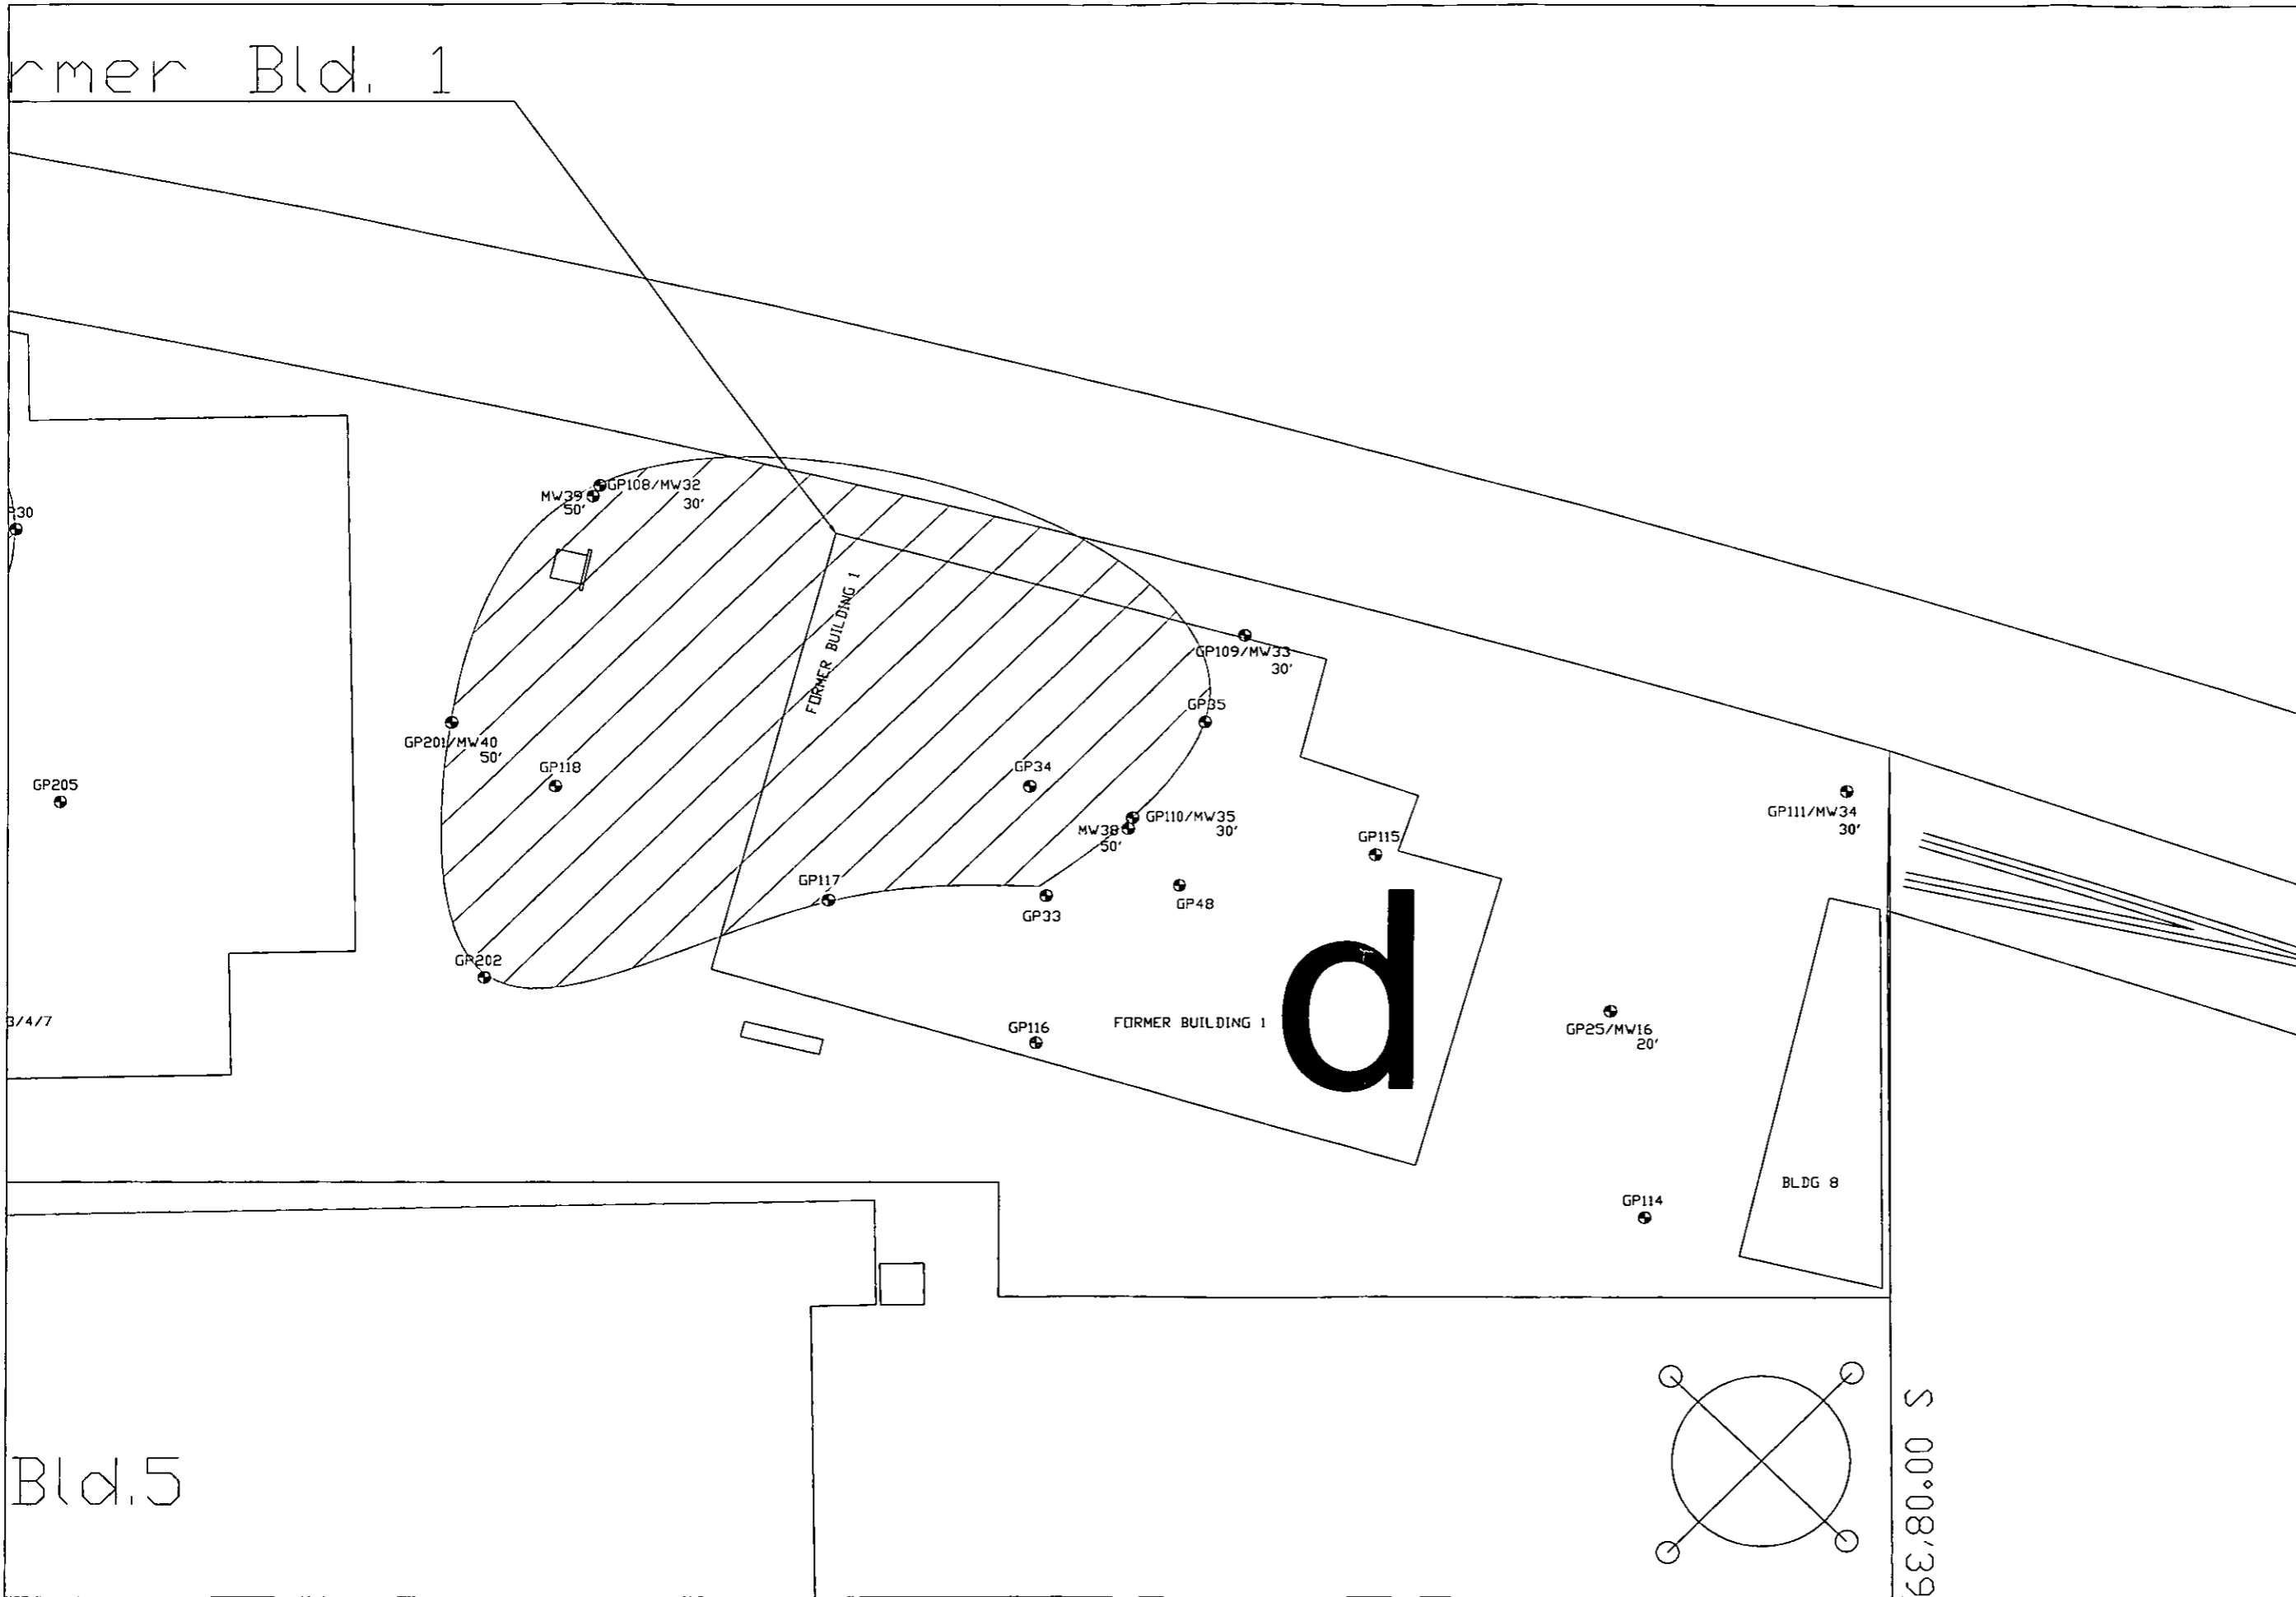 rmer Bld. 1
GP108/MW32
30'
MW39
50'
30
FORMER BUILDING 1
GP109/MW33
30'
GP35
GP201/MW40
50'
GP118
GP34
GP205
GP110/MW35
30'
MW38
50'
GP111/MW34
30'
GP115
GP117
GP33
GP48
GP202
d
3/4/7
GP116
FORMER BUILDING 1
GP25/MW16
20'
BLDG 8
GP114
Bld.5
S 00°08'39